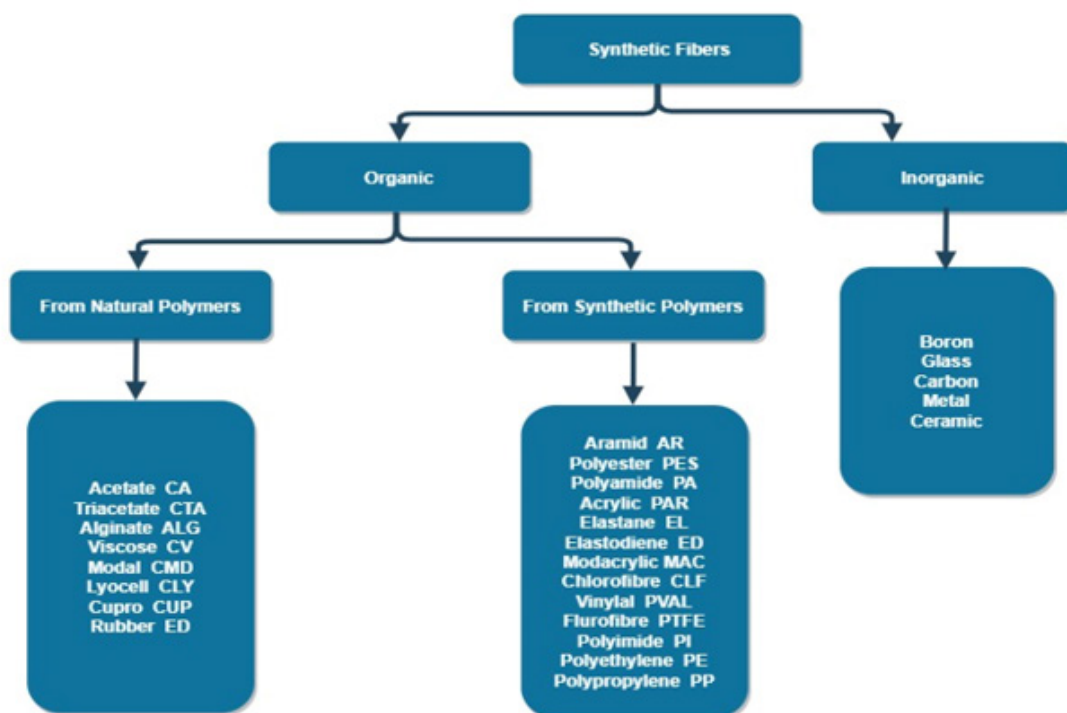 Synthetic Fibers
Organic
Inorganic
From Natural Polymers
From Synthetic Polymers
Boron
Glass
Carbon
Metal
Ceramic
Acetate CA
Triacetate CTA
Alginate ALG
Viscose CV
Modal CMD
Lyocell CLY
Cupro CUP
Rubber ED
Aramid AR
Polyester PES
Polyamide PA
Acrylic PAR
Elastane EL
Elastodiene ED
Modacrylic MAC
Chlorofibre CLF
Vinylal PVAL
Flurofibre PTFE
Polyimide PI
Polyethylene PE
Polypropylene PP